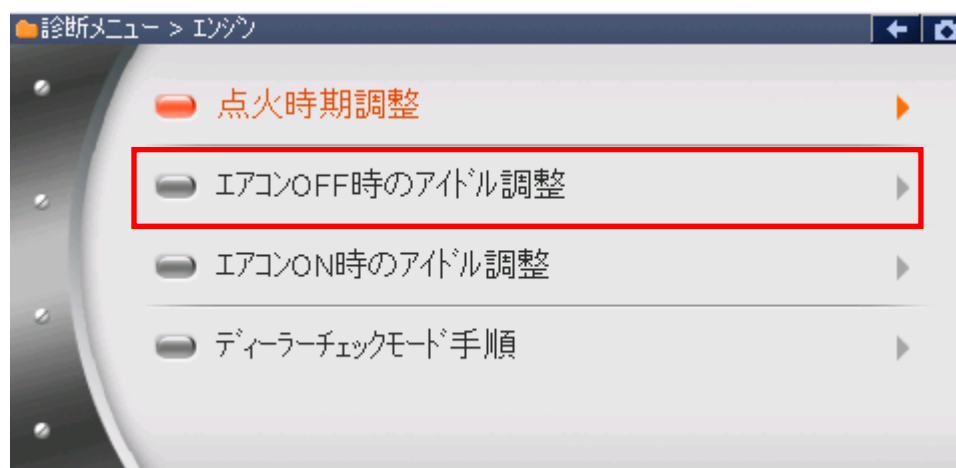 診断メニュー > エンジン
点火時期調整
エアコンOFF時のアイドル調整
エアコンON時のアイドル調整
ディーラーチェックモード手順